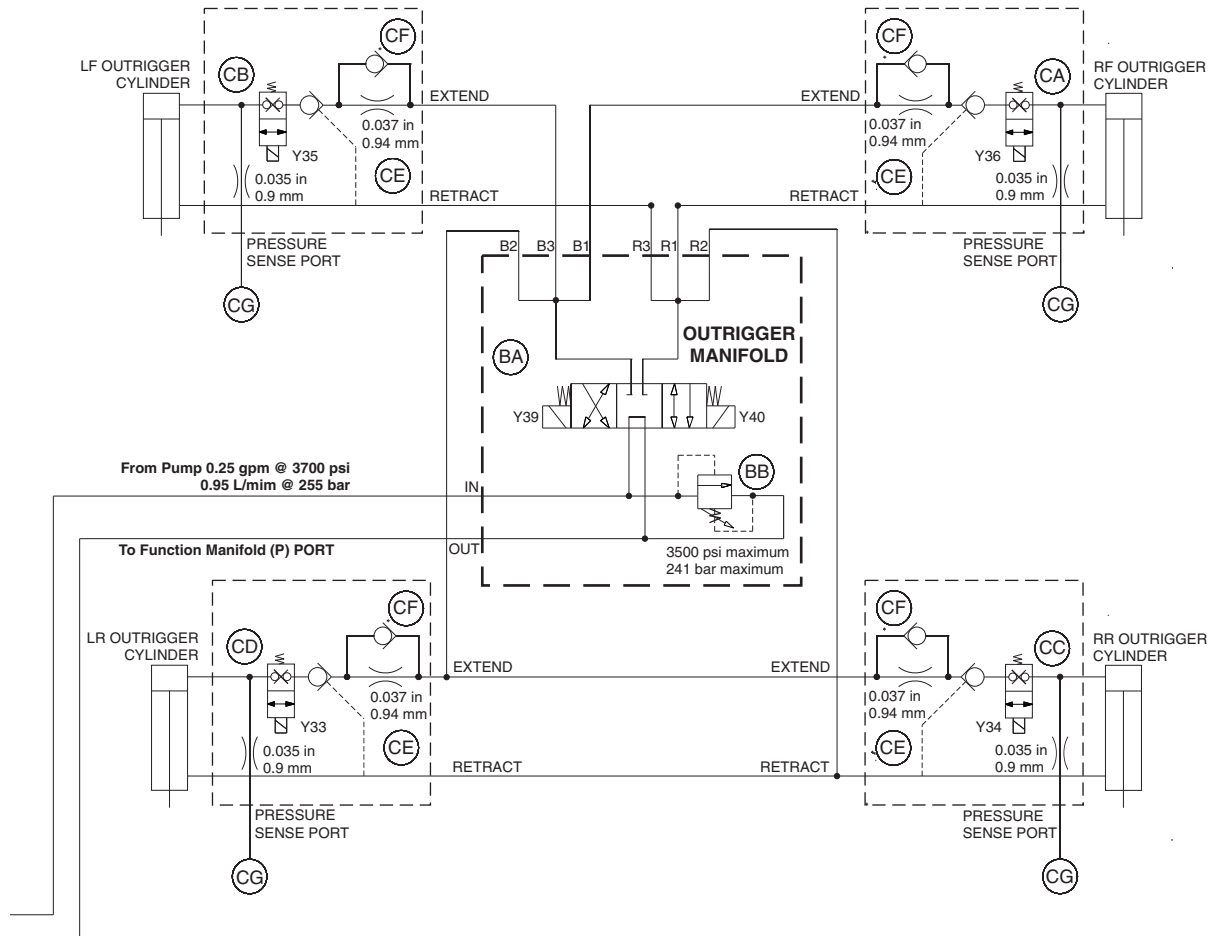 CF
CF
LF OUTRIGGER
CYLINDER
CB
CA
RF OUTRIGGER
CYLINDER
EXTEND
EXTEND
0.037 in
0.94 mm
0.037 in
0.94 mm
Y35
Y36
CE
CE
0.035 in
0.9 mm
0.035 in
0.9 mm
RETRACT
RETRACT
PRESSURE
SENSE PORT
PRESSURE
SENSE PORT
B2
B3
B1
R3
R1
R2
CG
CG
OUTRIGGER
MANIFOLD
BA
Y39
Y40
From Pump 0.25 gpm @ 3700 psi
0.95 L/mim @ 255 bar
BB
IN
To Function Manifold (P) PORT
OUT
3500 psi maximum
241 bar maximum
CF
CF
LR OUTRIGGER
CYLINDER
CD
CC
RR OUTRIGGER
CYLINDER
EXTEND
EXTEND
0.037 in
0.94 mm
0.037 in
0.94 mm
Y33
Y34
CE
CE
0.035 in
0.9 mm
0.035 in
0.9 mm
RETRACT
RETRACT
PRESSURE
SENSE PORT
PRESSURE
SENSE PORT
CG
CG